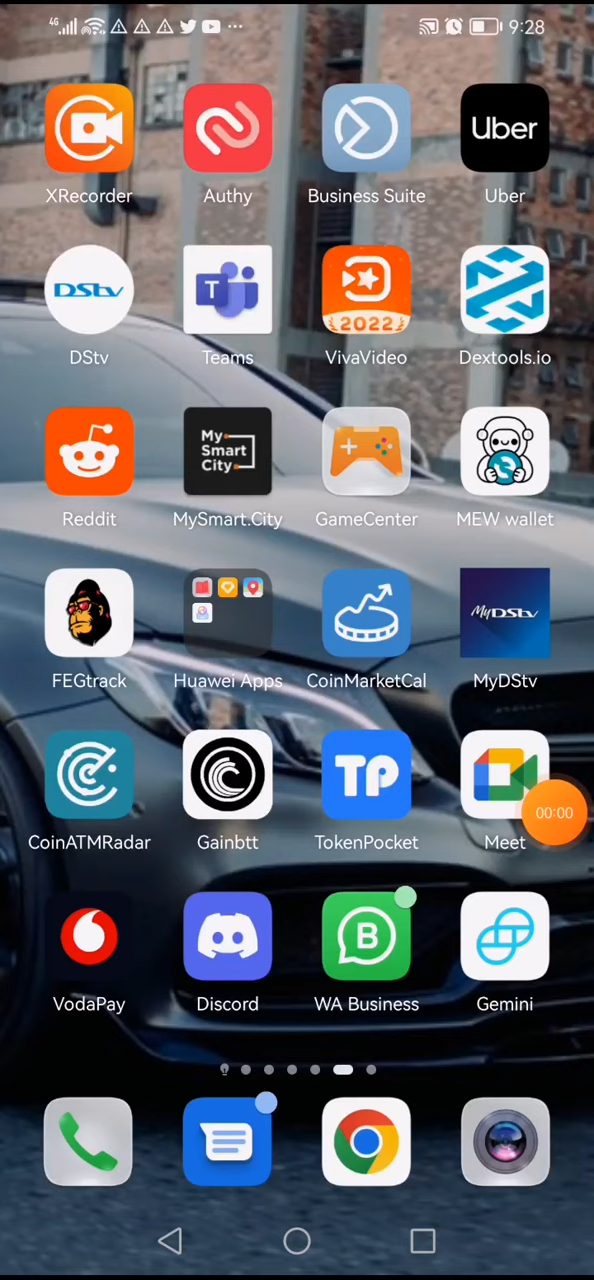 4G 9:28
XRecorder Authy Business Suite Uber
Uber
DStv
T
2022
DStv Teams VivaVideo Dextools.io
My
Smart
City
Reddit MySmart.City GameCenter MEW wallet
MyDStv
FEGtrack Huawei Apps CoinMarketCal MyDStv
TP
00:00
CoinATMRadar Gainbtt TokenPocket Meet
B
VodaPay Discord WA Business Gemini